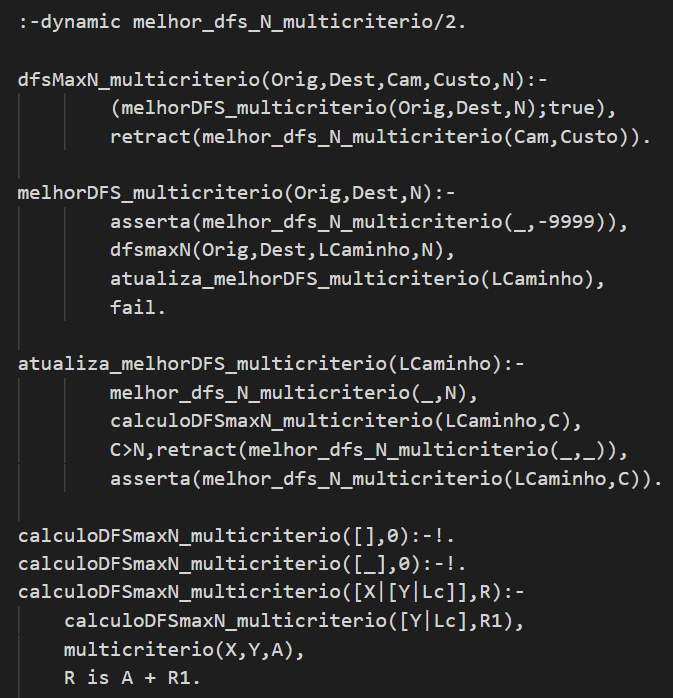 :-dynamic melhor_dfs_N_multicriterio/2.
dfsMaxN_multicriterio(Orig,Dest,Cam,Custo,N):-
(melhorDFS_multicriterio(Orig,Dest,N);true),
retract(melhor_dfs_N_multicriterio(Cam,Custo)).
melhorDFS_multicriterio(Orig,Dest,N):-
asserta(melhor_dfs_N_multicriterio(_,-9999)),
dfsmaxN(Orig,Dest,LCaminho,N),
atualiza_melhorDFS_multicriterio(LCaminho),
fail.
atualiza_melhorDFS_multicriterio(LCaminho):-
melhor_dfs_N_multicriterio(_,N),
calculoDFSmaxN_multicriterio(LCaminho,C),
C>N,retract(melhor_dfs_N_multicriterio(_,_)),
asserta(melhor_dfs_N_multicriterio(LCaminho,C)).
calculoDFSmaxN_multicriterio([],0):-!.
calculoDFSmaxN_multicriterio([_],0):-!.
calculoDFSmaxN_multicriterio([X|[Y|Lc]],R):-
calculoDFSmaxN_multicriterio([Y|Lc],R1),
multicriterio(X,Y,A),
R is A + R1.